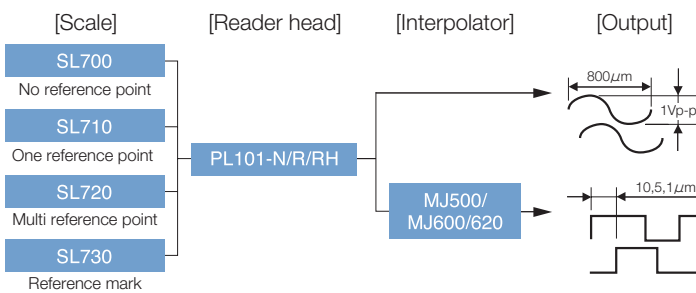 [Scale] [Reader head] [Interpolator] [Output]
SL700
No reference point
SL710
One reference point
SL720
Multi reference point
SL730
Reference mark
PL101-N/R/RH
MJ500/
MJ600/620
800μm
1Vp-p
10,5,1μm